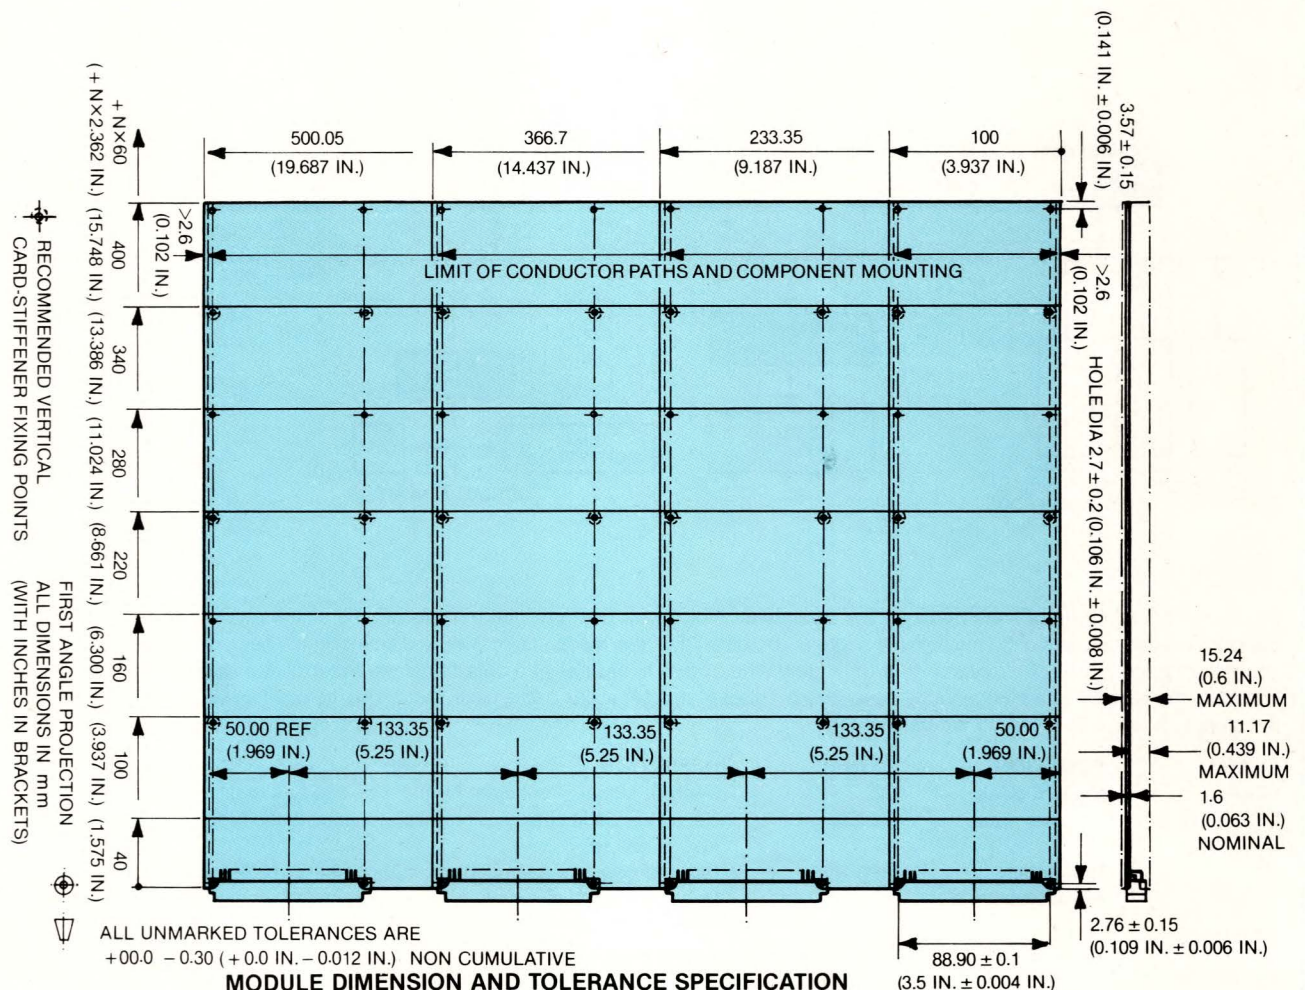 500.05
(19.687 IN.)
366.7
(14.437 IN.)
233.35
(9.187 IN.)
100
(3.937 IN.)
3.57 ± 0.15
(0.141 IN. ± 0.006 IN.)
+ N×60
(+ N×2.362 IN.)
400
(15.748 IN.)
340
(13.386 IN.)
280
(11.024 IN.)
220
(8.661 IN.)
160
(6.300 IN.)
100
(3.937 IN.)
40
(1.575 IN.)
>2.6
(0.102 IN.)
LIMIT OF CONDUCTOR PATHS AND COMPONENT MOUNTING
>2.6
(0.102 IN.)
HOLE DIA 2.7 ± 0.2 (0.106 IN. ± 0.008 IN.)
RECOMMENDED VERTICAL
CARD-STIFFENER FIXING POINTS
FIRST ANGLE PROJECTION
ALL DIMENSIONS IN mm
(WITH INCHES IN BRACKETS)
50.00 REF
(1.969 IN.)
133.35
(5.25 IN.)
133.35
(5.25 IN.)
133.35
(5.25 IN.)
50.00
(1.969 IN.)
15.24
(0.6 IN.)
MAXIMUM
11.17
(0.439 IN.)
MAXIMUM
1.6
(0.063 IN.)
NOMINAL
2.76 ± 0.15
(0.109 IN. ± 0.006 IN.)
88.90 ± 0.1
(3.5 IN. ± 0.004 IN.)
ALL UNMARKED TOLERANCES ARE
+00.0 −0.30 (+0.0 IN. −0.012 IN.) NON CUMULATIVE
MODULE DIMENSION AND TOLERANCE SPECIFICATION